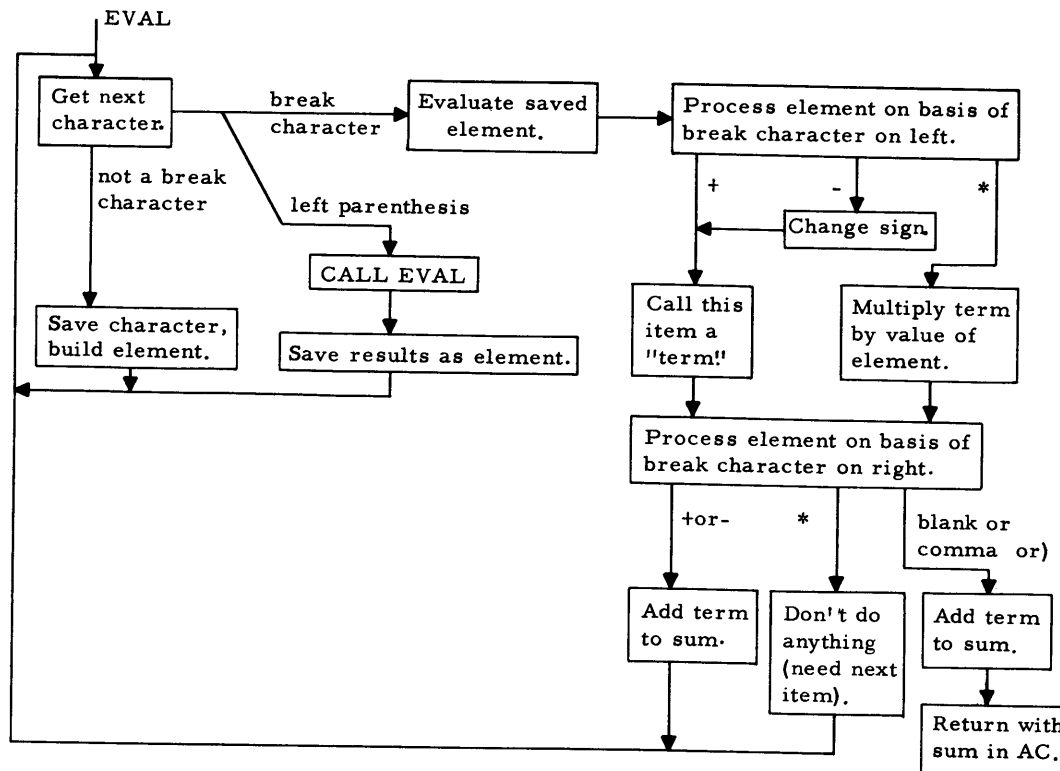 EVAL
Get next
character.
break
character
Evaluate saved
element.
Process element on basis of
break character on left.
not a break
character
left parenthesis
+
-
*
Change sign.
CALL EVAL
Save character,
build element.
Save results as element.
Call this
item a
"term."
Multiply term
by value of
element.
Process element on basis of
break character on right.
+or-
*
blank or
comma or)
Add term
to sum.
Don't do
anything
(need next
item).
Add term
to sum.
Return with
sum in AC.